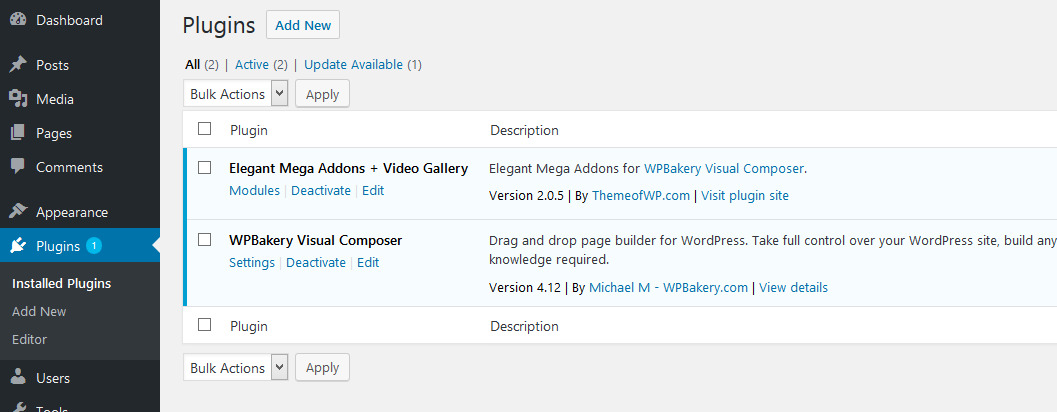 Dashboard
Posts
Media
Pages
Comments
Appearance
Plugins 1
Installed Plugins
Add New
Editor
Users
Tools
Plugins Add New
All (2) | Active (2) | Update Available (1)
Bulk Actions Apply
Plugin Description
Elegant Mega Addons + Video Gallery Elegant Mega Addons for WPBakery Visual Composer.
Modules | Deactivate | Edit Version 2.0.5 | By ThemeofWP.com | Visit plugin site
WPBakery Visual Composer Drag and drop page builder for WordPress. Take full control over your WordPress site, build any
Settings | Deactivate | Edit knowledge required.
Version 4.12 | By Michael M - WPBakery.com | View details
Plugin Description
Bulk Actions Apply